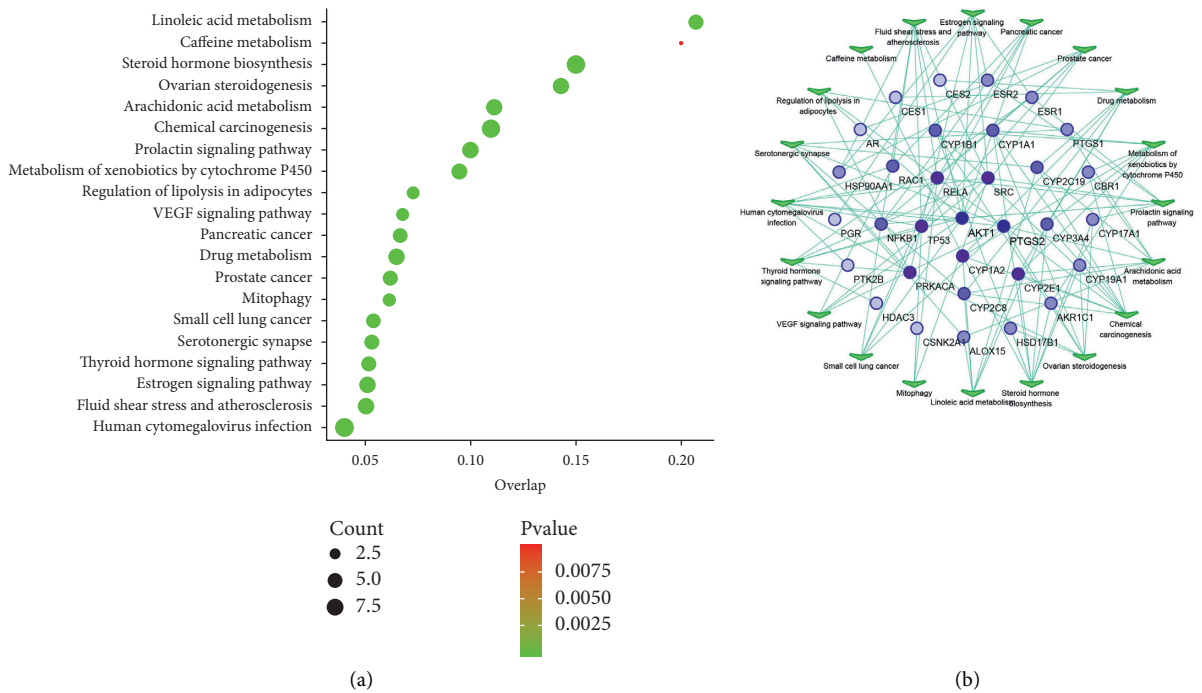 Linoleic acid metabolism
Caffeine metabolism
Steroid hormone biosynthesis
Ovarian steroidogenesis
Arachidonic acid metabolism
Chemical carcinogenesis
Prolactin signaling pathway
Metabolism of xenobiotics by cytochrome P450
Regulation of lipolysis in adipocytes
VEGF signaling pathway
Pancreatic cancer
Drug metabolism
Prostate cancer
Mitophagy
Small cell lung cancer
Serotonergic synapse
Thyroid hormone signaling pathway
Estrogen signaling pathway
Fluid shear stress and atherosclerosis
Human cytomegalovirus infection
0.05
0.10
0.15
0.20
Overlap
Count
2.5
5.0
7.5
Pvalue
0.0075
0.0050
0.0025
(a)
Estrogen signaling
pathway
Fluid shear stress and
atherosclerosis
Pancreatic cancer
Caffeine metabolism
Prostate cancer
Regulation of lipolysis in
adipocytes
Drug metabolism
Serotonergic synapse
Metabolism of
xenobiotics by
cytochrome P450
Human cytomegalovirus
infection
Prolactin signaling
pathway
Thyroid hormone
signaling pathway
Arachidonic acid
metabolism
VEGF signaling pathway
Chemical
carcinogenesis
Small cell lung cancer
Ovarian steroidogenesis
Mitophagy
Linoleic acid metabolism
Steroid hormone
biosynthesis
CES2
ESR2
CES1
ESR1
AR
CYP1B1
CYP1A1
PTGS1
HSP90AA1
RAC1
RELA
SRC
CYP2C19
CBR1
PGR
NFKB1
TP53
AKT1
PTGS2
CYP3A4
CYP17A1
PTK2B
PRKACA
CYP1A2
CYP2E1
CYP19A1
HDAC3
CYP2C8
AKR1C1
CSNK2A1
ALOX15
HSD17B1
(b)